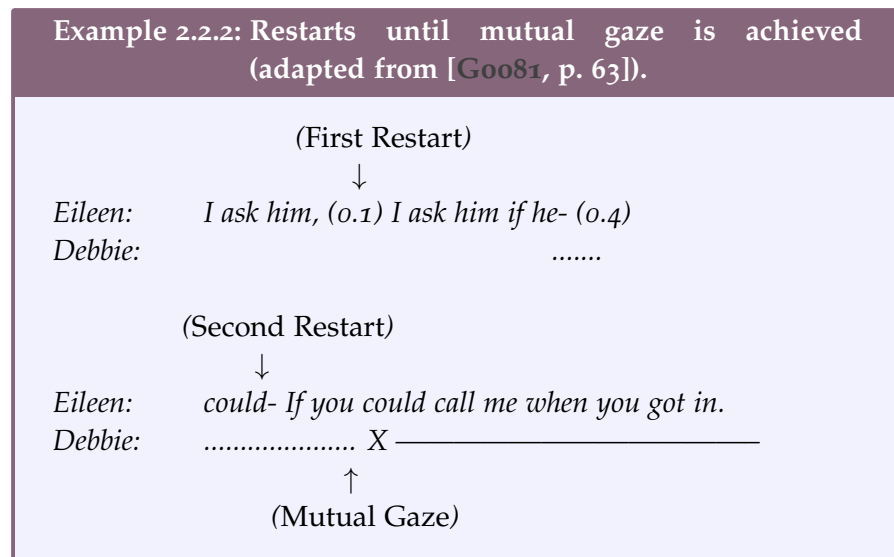 Example 2.2.2: Restarts until mutual gaze is achieved
(adapted from [Goo81, p. 63]).
(First Restart)
↓
Eileen: I ask him, (0.1) I ask him if he- (0.4)
Debbie: .......
(Second Restart)
↓
Eileen: could- If you could call me when you got in.
Debbie: ..................... X ————————————
↑
(Mutual Gaze)